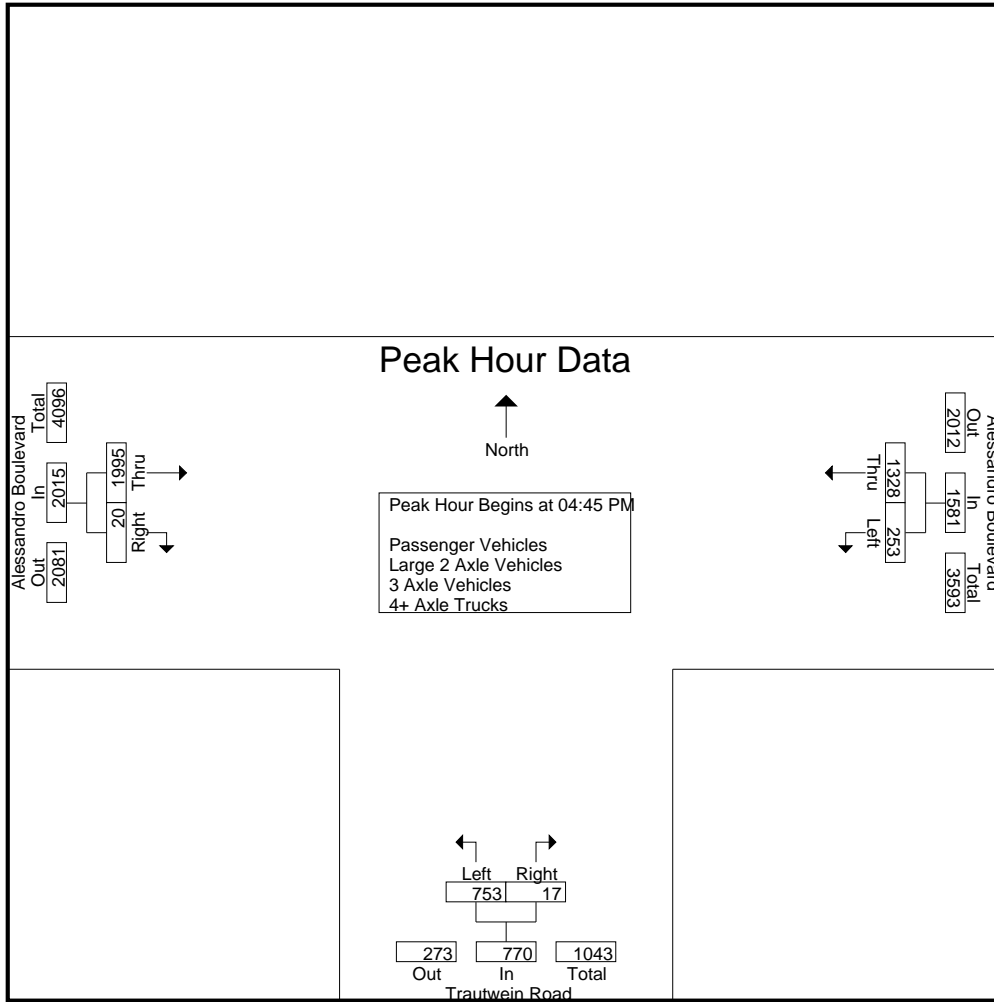 Peak Hour Data
North
Peak Hour Begins at 04:45 PM
Passenger Vehicles
Large 2 Axle Vehicles
3 Axle Vehicles
4+ Axle Trucks
Alessandro Boulevard
Total
4096
In
2015
Out
2081
1995
Thru
20
Right
Alessandro Boulevard
Out
2012
In
1581
Total
3593
1328
Thru
253
Left
Left Right
753 17
273 770 1043
Out In Total
Trautwein Road